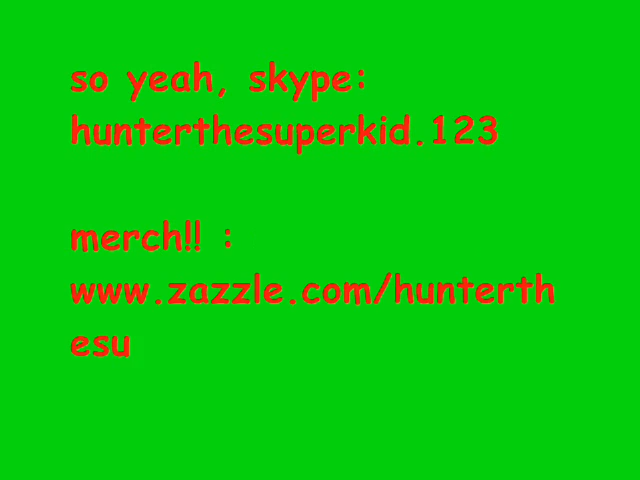 so yeah, skype:
hunterthesuperkid.123
merch!! :
www.zazzle.com/hunterth
esu